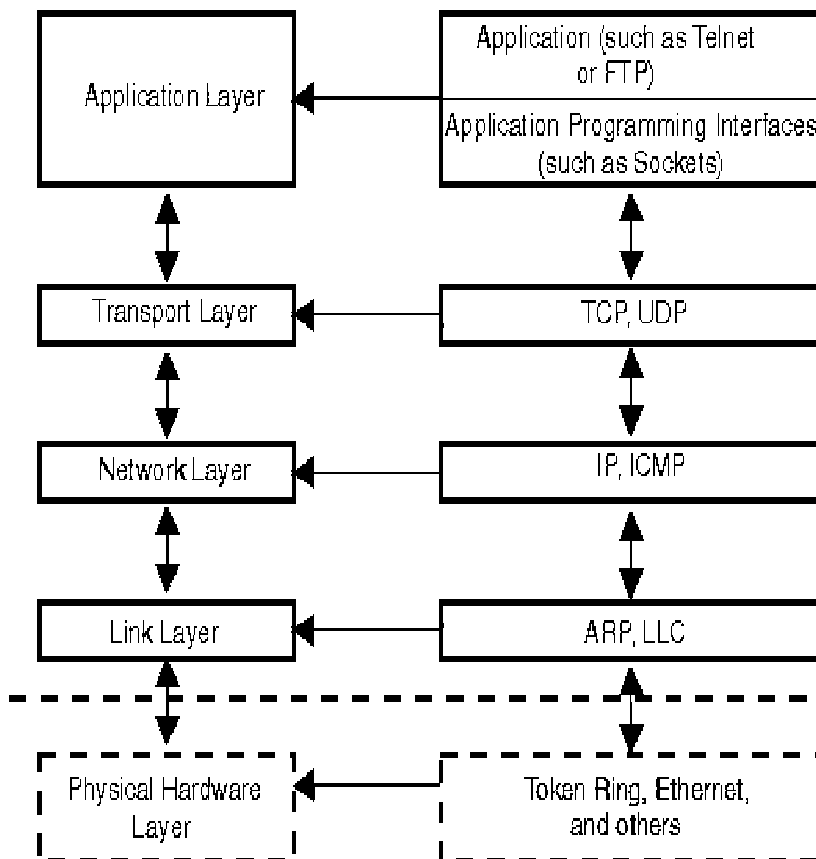 Application Layer
Application (such as Telnet
or FTP)
Application Programming Interfaces
(such as Sockets)
Transport Layer
TCP, UDP
Network Layer
IP, ICMP
Link Layer
ARP, LLC
Physical Hardware
Layer
Token Ring, Ethernet,
and others